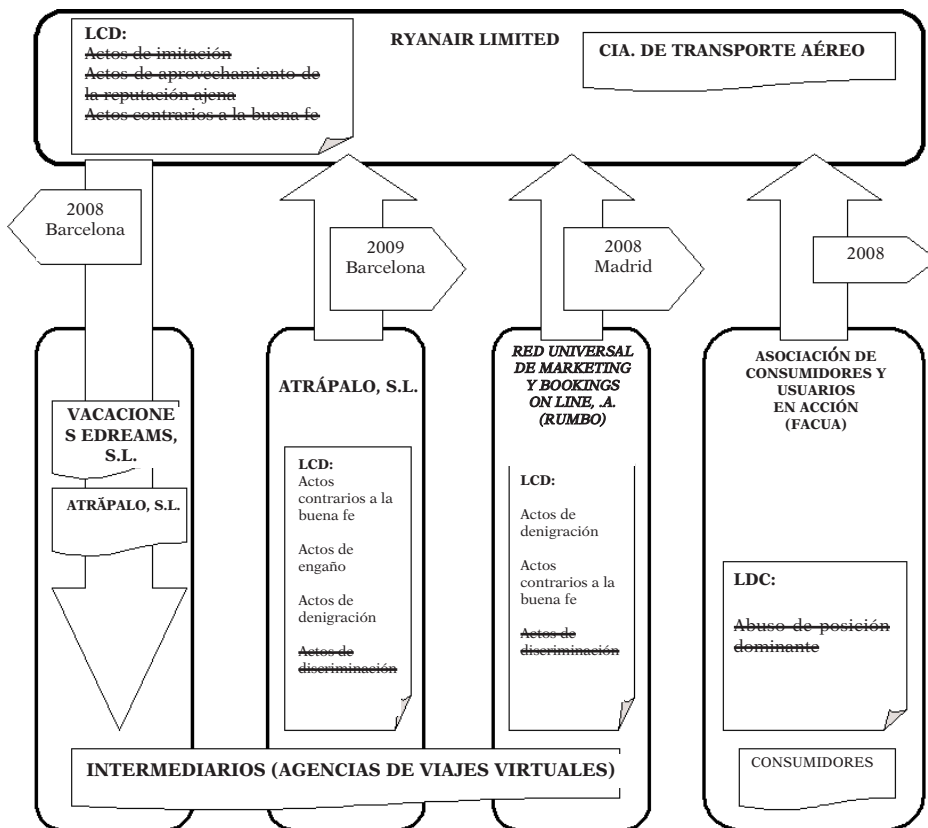 LCD:
Actos de imitación
Actos de aprovechamiento de
la reputación ajena
Actos contrarios a la buena fe
RYANAIR LIMITED
CIA. DE TRANSPORTE AÉREO
2008
Barcelona
2009
Barcelona
2008
Madrid
2008
VACACIONE
S EDREAMS,
S.L.
ATRÁPALO, S.L.
ATRÁPALO, S.L.
LCD:
Actos
contrarios a la
buena fe
Actos de
engaño
Actos de
denigración
Actos de
discriminación
RED UNIVERSAL
DE MARKETING
Y BOOKINGS
ON LINE, .A.
(RUMBO)
LCD:
Actos de
denigración
Actos
contrarios a la
buena fe
Actos de
discriminación
ASOCIACIÓN DE
CONSUMIDORES Y
USUARIOS
EN ACCIÓN
(FACUA)
LDC:
Abuso de posición
dominante
INTERMEDIARIOS (AGENCIAS DE VIAJES VIRTUALES)
CONSUMIDORES